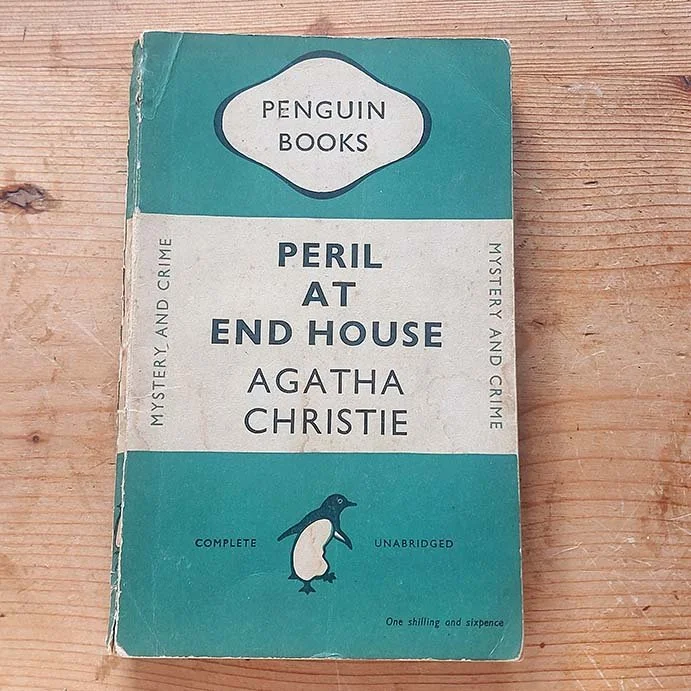 PENGUIN
BOOKS
MYSTERY AND CRIME
PERIL
AT
END HOUSE
AGATHA
CHRISTIE
MYSTERY AND CRIME
COMPLETE
UNABRIDGED
One shilling and sixpence